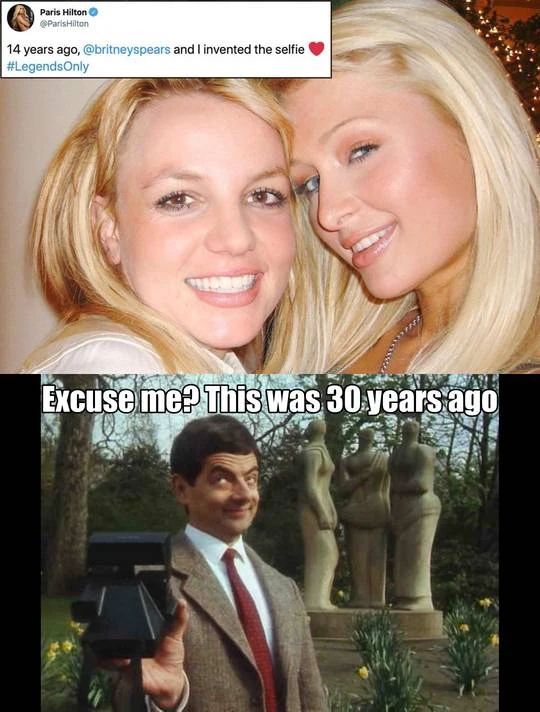 Paris Hilton
@ParisHilton
14 years ago, @britneyspears and I invented the selfie ❤️
#LegendsOnly
Excuse me? This was 30 years ago